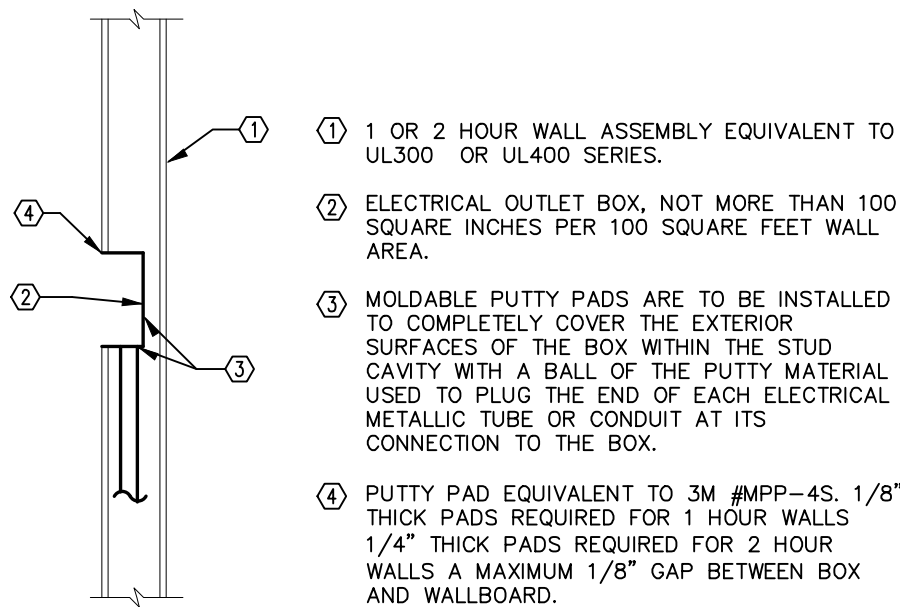 1
1 1 OR 2 HOUR WALL ASSEMBLY EQUIVALENT TO
UL300 OR UL400 SERIES.
4
2 ELECTRICAL OUTLET BOX, NOT MORE THAN 100
SQUARE INCHES PER 100 SQUARE FEET WALL
AREA.
2
3 MOLDABLE PUTTY PADS ARE TO BE INSTALLED
TO COMPLETELY COVER THE EXTERIOR
SURFACES OF THE BOX WITHIN THE STUD
3
CAVITY WITH A BALL OF THE PUTTY MATERIAL
USED TO PLUG THE END OF EACH ELECTRICAL
METALLIC TUBE OR CONDUIT AT ITS
CONNECTION TO THE BOX.
4 PUTTY PAD EQUIVALENT TO 3M #MPP-4S. 1/8"
THICK PADS REQUIRED FOR 1 HOUR WALLS
1/4" THICK PADS REQUIRED FOR 2 HOUR
WALLS A MAXIMUM 1/8" GAP BETWEEN BOX
AND WALLBOARD.